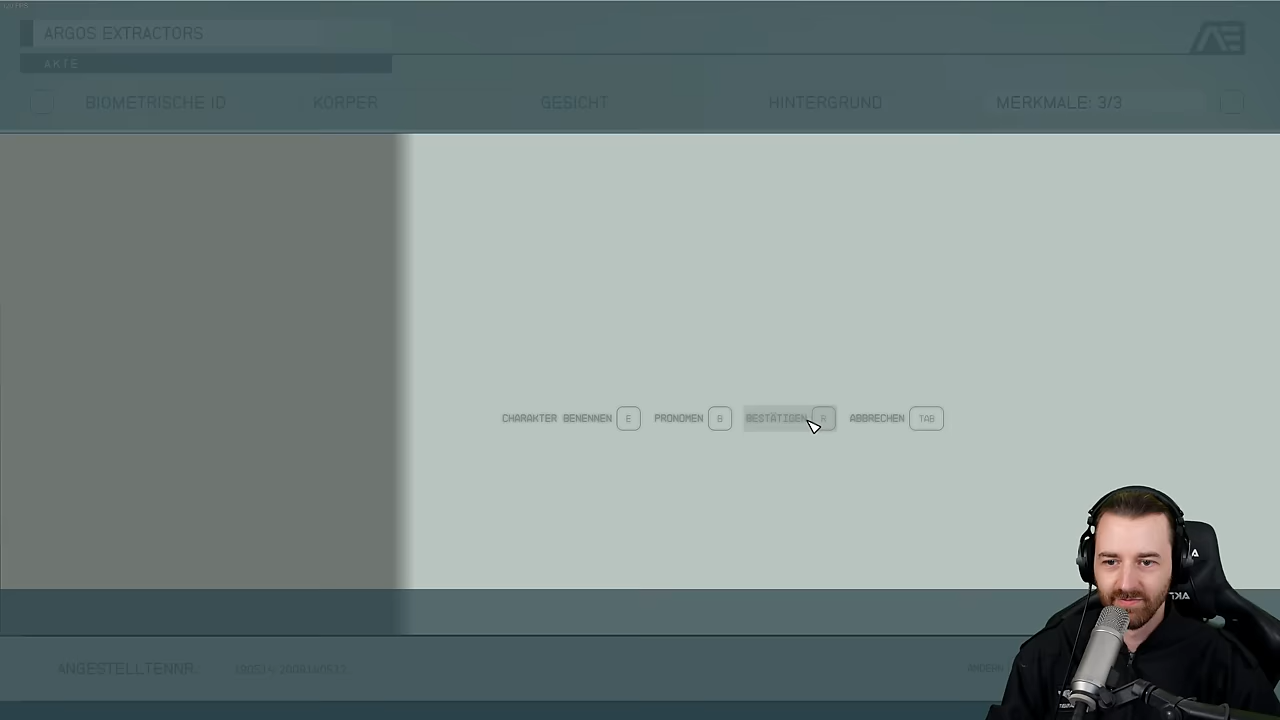 ARGOS EXTRACTORS
AKTE
BIOMETRISCHE ID KÖRPER GESICHT HINTERGRUND MERKMALE: 3/3
CHARAKTER BENENNEN E PRONOMEN B BESTÄTIGEN R ABBRECHEN TAB
ANGESTELLTENNR.: